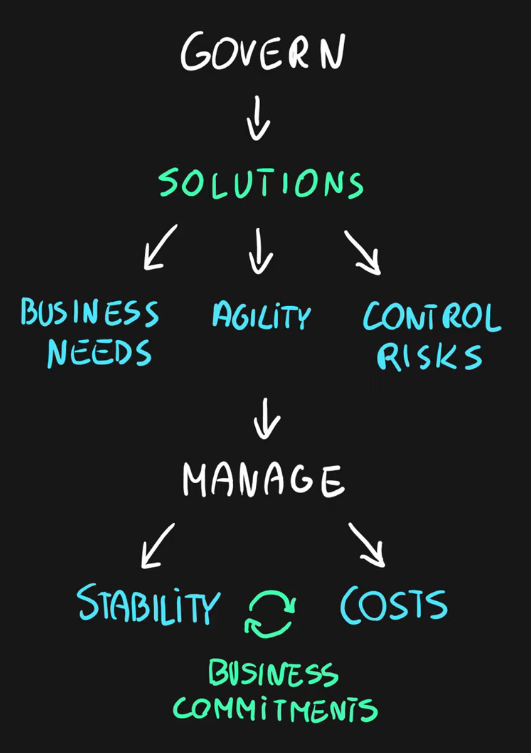 GOVERN
SOLUTIONS
BUSINESS
NEEDS
AGILITY
CONTROL
RISKS
MANAGE
STABILITY
COSTS
BUSINESS
COMMITMENTS